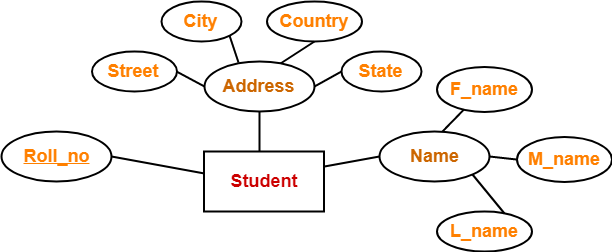 City
Country
Street
Address
State
F_name
Roll_no
Student
Name
M_name
L_name